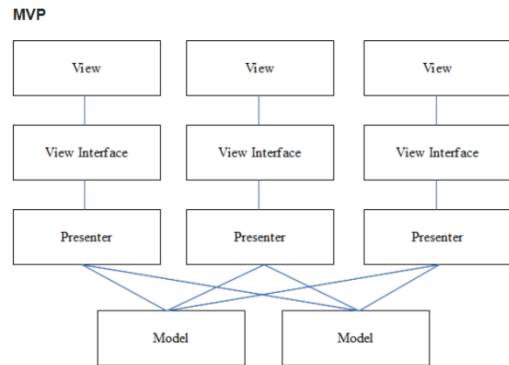 MVP
View View View
View Interface View Interface View Interface
Presenter Presenter Presenter
Model Model